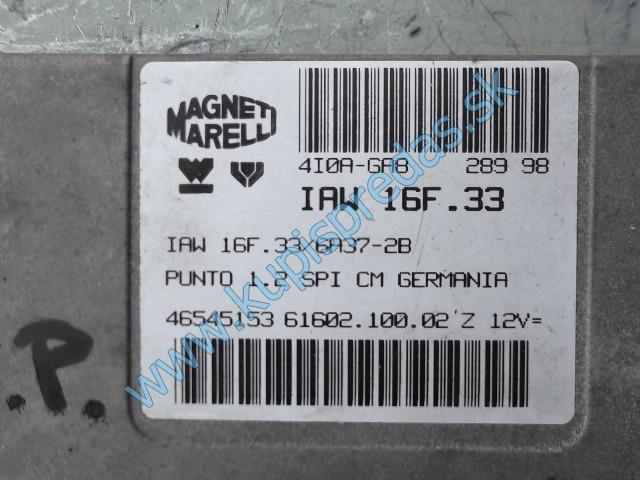 MAGNETI
MARELLI
4I0A-GA8 289 98
IAW 16F.33
IAW 16F.33/6A37-2B
PUNTO 1.2 SPI CM GERMANIA
46545153 61602.100.02'Z 12V=
.P.
www.kupispredas.sk